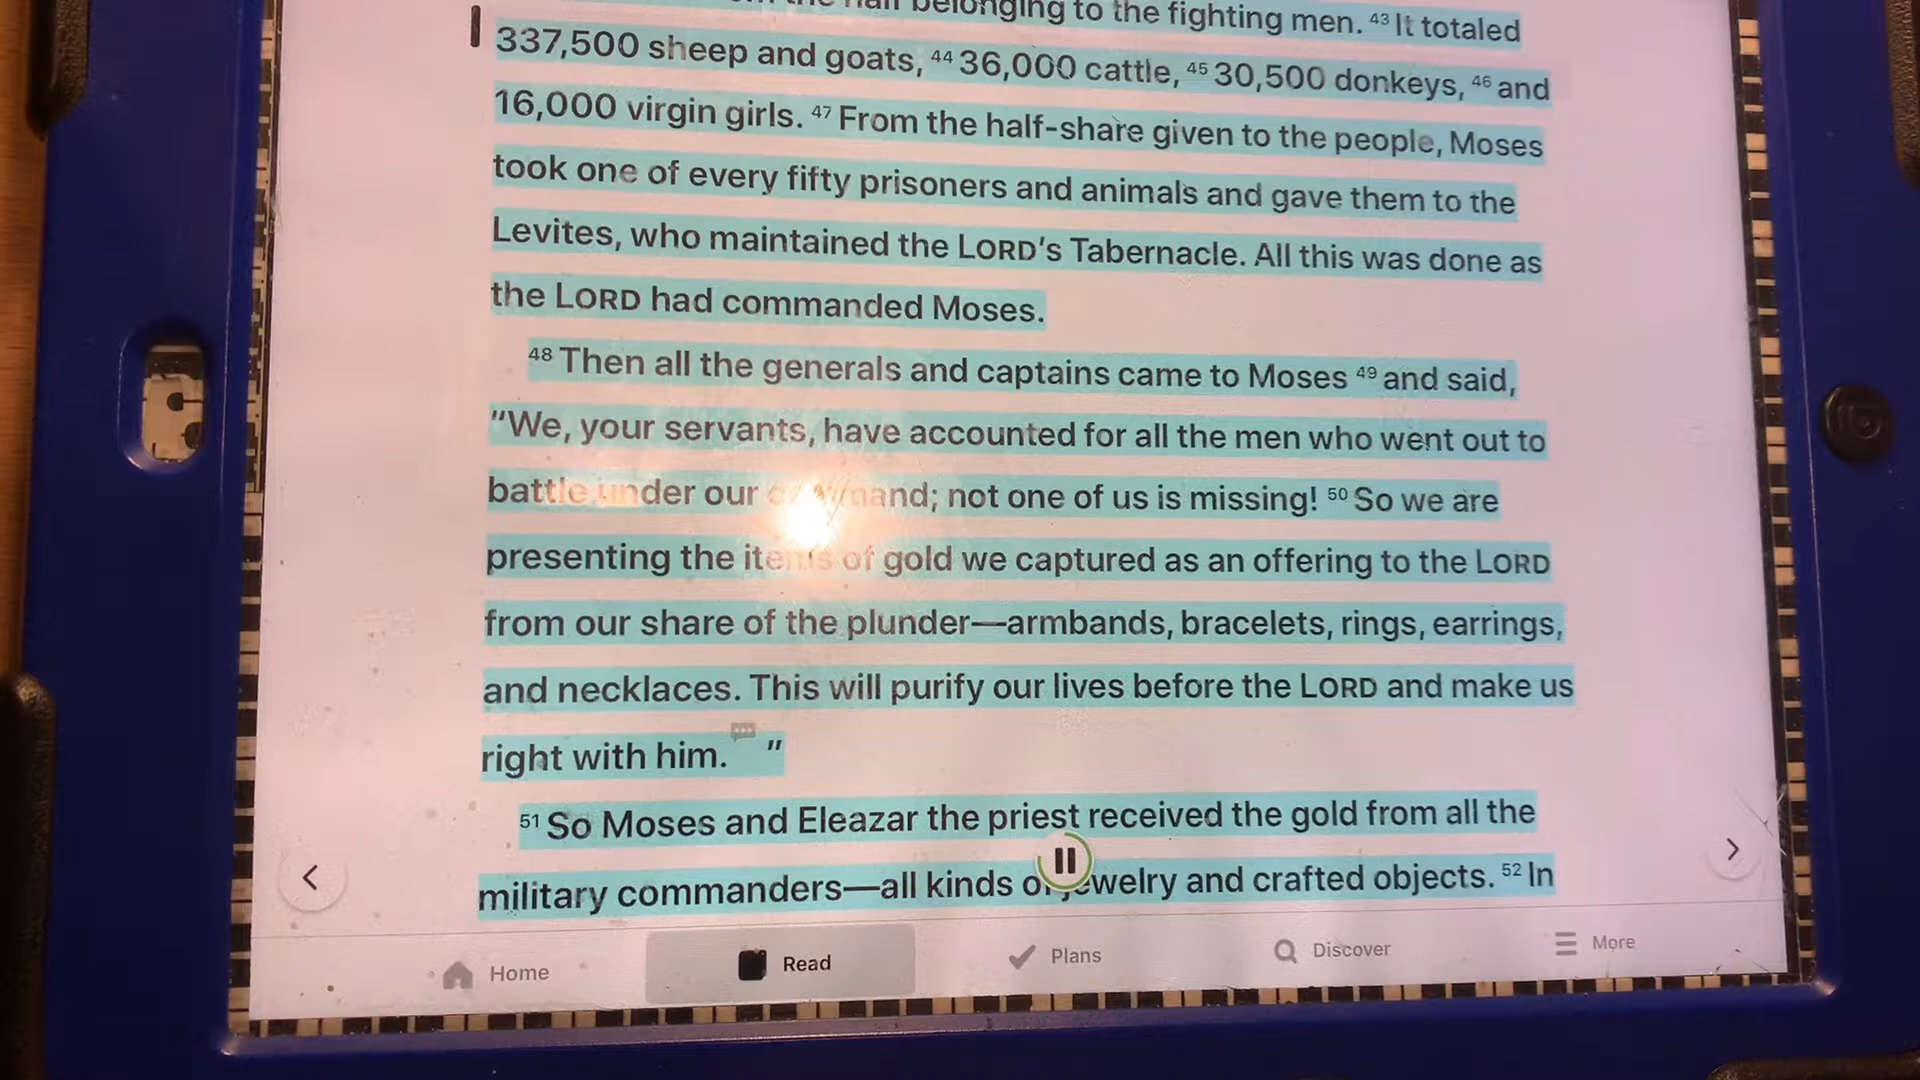 belonging to the fighting men. 43 It totaled
337,500 sheep and goats, 44 36,000 cattle, 45 30,500 donkeys, 46 and
16,000 virgin girls. 47 From the half-share given to the people, Moses
took one of every fifty prisoners and animals and gave them to the
Levites, who maintained the LORD's Tabernacle. All this was done as
the LORD had commanded Moses.
48 Then all the generals and captains came to Moses 49 and said,
"We, your servants, have accounted for all the men who went out to
battle under our command; not one of us is missing! 50 So we are
presenting the items of gold we captured as an offering to the LORD
from our share of the plunder—armbands, bracelets, rings, earrings,
and necklaces. This will purify our lives before the LORD and make us
right with him. "
51 So Moses and Eleazar the priest received the gold from all the
military commanders—all kinds of jewelry and crafted objects. 52 In
Home Read Plans Discover More